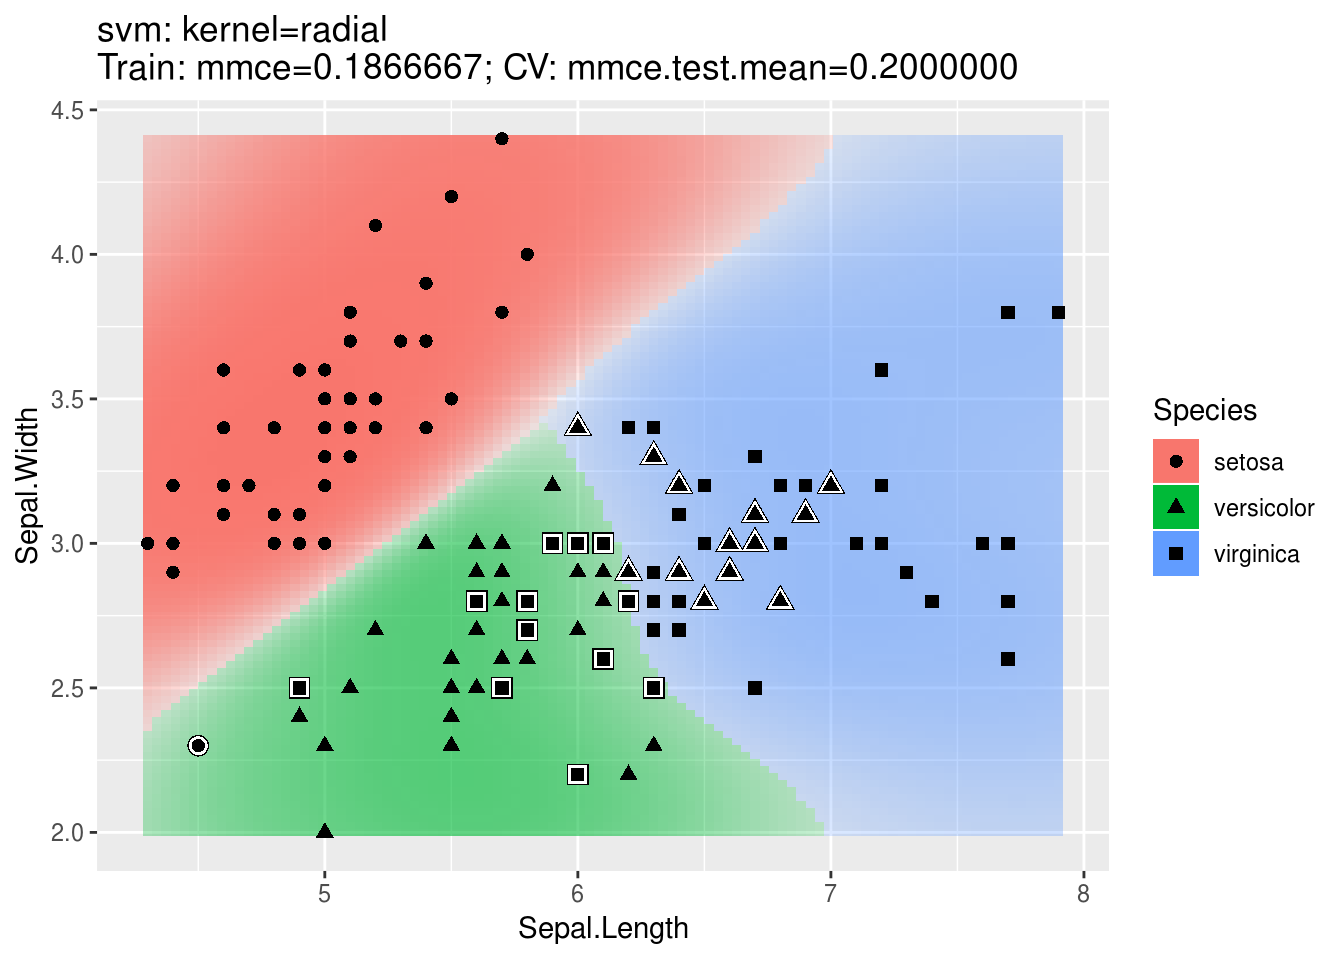 svm: kernel=radial
Train: mmce=0.1866667; CV: mmce.test.mean=0.2000000
4.5
4.0
3.5
3.0
2.5
2.0
Sepal.Width
5
6
7
8
Sepal.Length
Species
setosa
versicolor
virginica